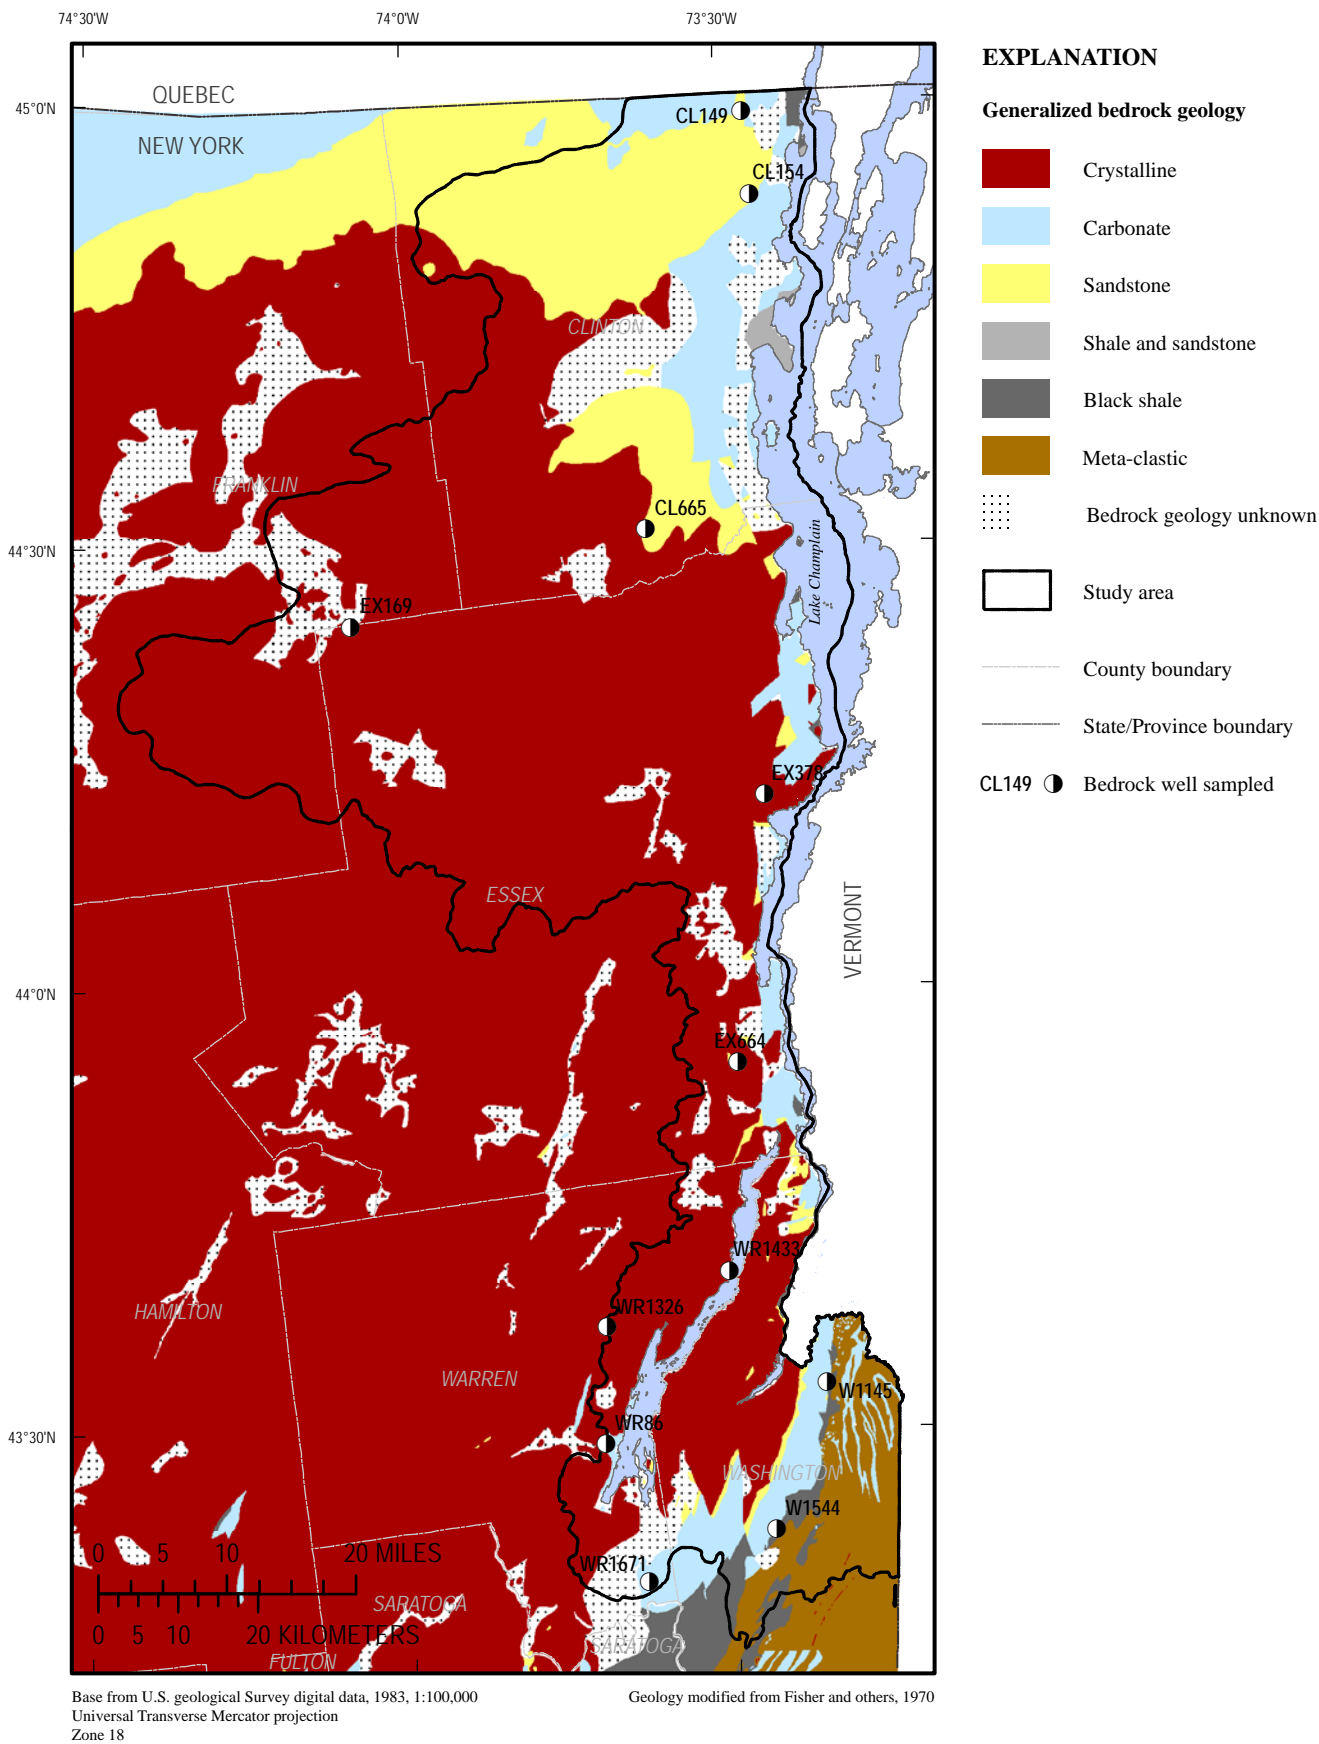 74°30'W
74°0'W
73°30'W
QUEBEC
45°0'N
NEW YORK
CL149
CL154
CLINTON
FRANKLIN
CL665
44°30'N
Lake Champlain
EX169
EX378
ESSEX
VERMONT
44°0'N
EX664
WR1433
HAMILTON
WR1326
WARREN
W1145
WR86
43°30'N
WASHINGTON
W1544
0 5 10 20 MILES
WR1671
SARATOGA
0 5 10 20 KILOMETERS
SARATOGA
FULTON
Base from U.S. geological Survey digital data, 1983, 1:100,000
Universal Transverse Mercator projection
Zone 18
Geology modified from Fisher and others, 1970
EXPLANATION
Generalized bedrock geology
Crystalline
Carbonate
Sandstone
Shale and sandstone
Black shale
Meta-clastic
Bedrock geology unknown
Study area
County boundary
State/Province boundary
CL149 Bedrock well sampled